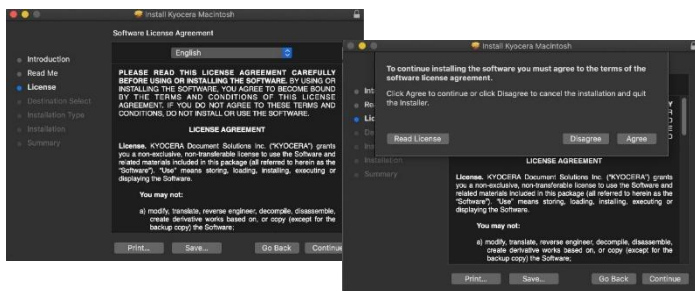 Install Kyocera Macintosh
Software License Agreement
English
Introduction
Read Me
License
Destination Select
Installation Type
Installation
Summary
PLEASE READ THIS LICENSE AGREEMENT CAREFULLY
BEFORE USING OR INSTALLING THE SOFTWARE. BY USING OR
INSTALLING THE SOFTWARE, YOU AGREE TO BECOME BOUND
BY THE TERMS AND CONDITIONS OF THIS LICENSE
AGREEMENT. IF YOU DO NOT AGREE TO THESE TERMS AND
CONDITIONS, DO NOT INSTALL OR USE THE SOFTWARE.
LICENSE AGREEMENT
License. KYOCERA Document Solutions Inc. ("KYOCERA") grants
you a non-exclusive, non-transferable license to use the Software and
related materials included in this package (all referred to herein as the
"Software"). "Use" means storing, loading, installing, executing or
displaying the Software.
You may not:
a) modify, translate, reverse engineer, decompile, disassemble,
create derivative works based on, or copy (except for the
backup copy) the Software;
Print...
Save...
Go Back
Continue
Install Kyocera Macintosh
To continue installing the software you must agree to the terms of the
software license agreement.
Click Agree to continue or click Disagree to cancel the installation and quit
the Installer.
Read License
Disagree
Agree
Int
Re
Lic
De
Ins
Installation
Summary
LICENSE AGREEMENT
License. KYOCERA Document Solutions Inc. ("KYOCERA") grants
you a non-exclusive, non-transferable license to use the Software and
related materials included in this package (all referred to herein as the
"Software"). "Use" means storing, loading, installing, executing or
displaying the Software.
You may not:
a) modify, translate, reverse engineer, decompile, disassemble,
create derivative works based on, or copy (except for the
backup copy) the Software;
Print...
Save...
Go Back
Continue